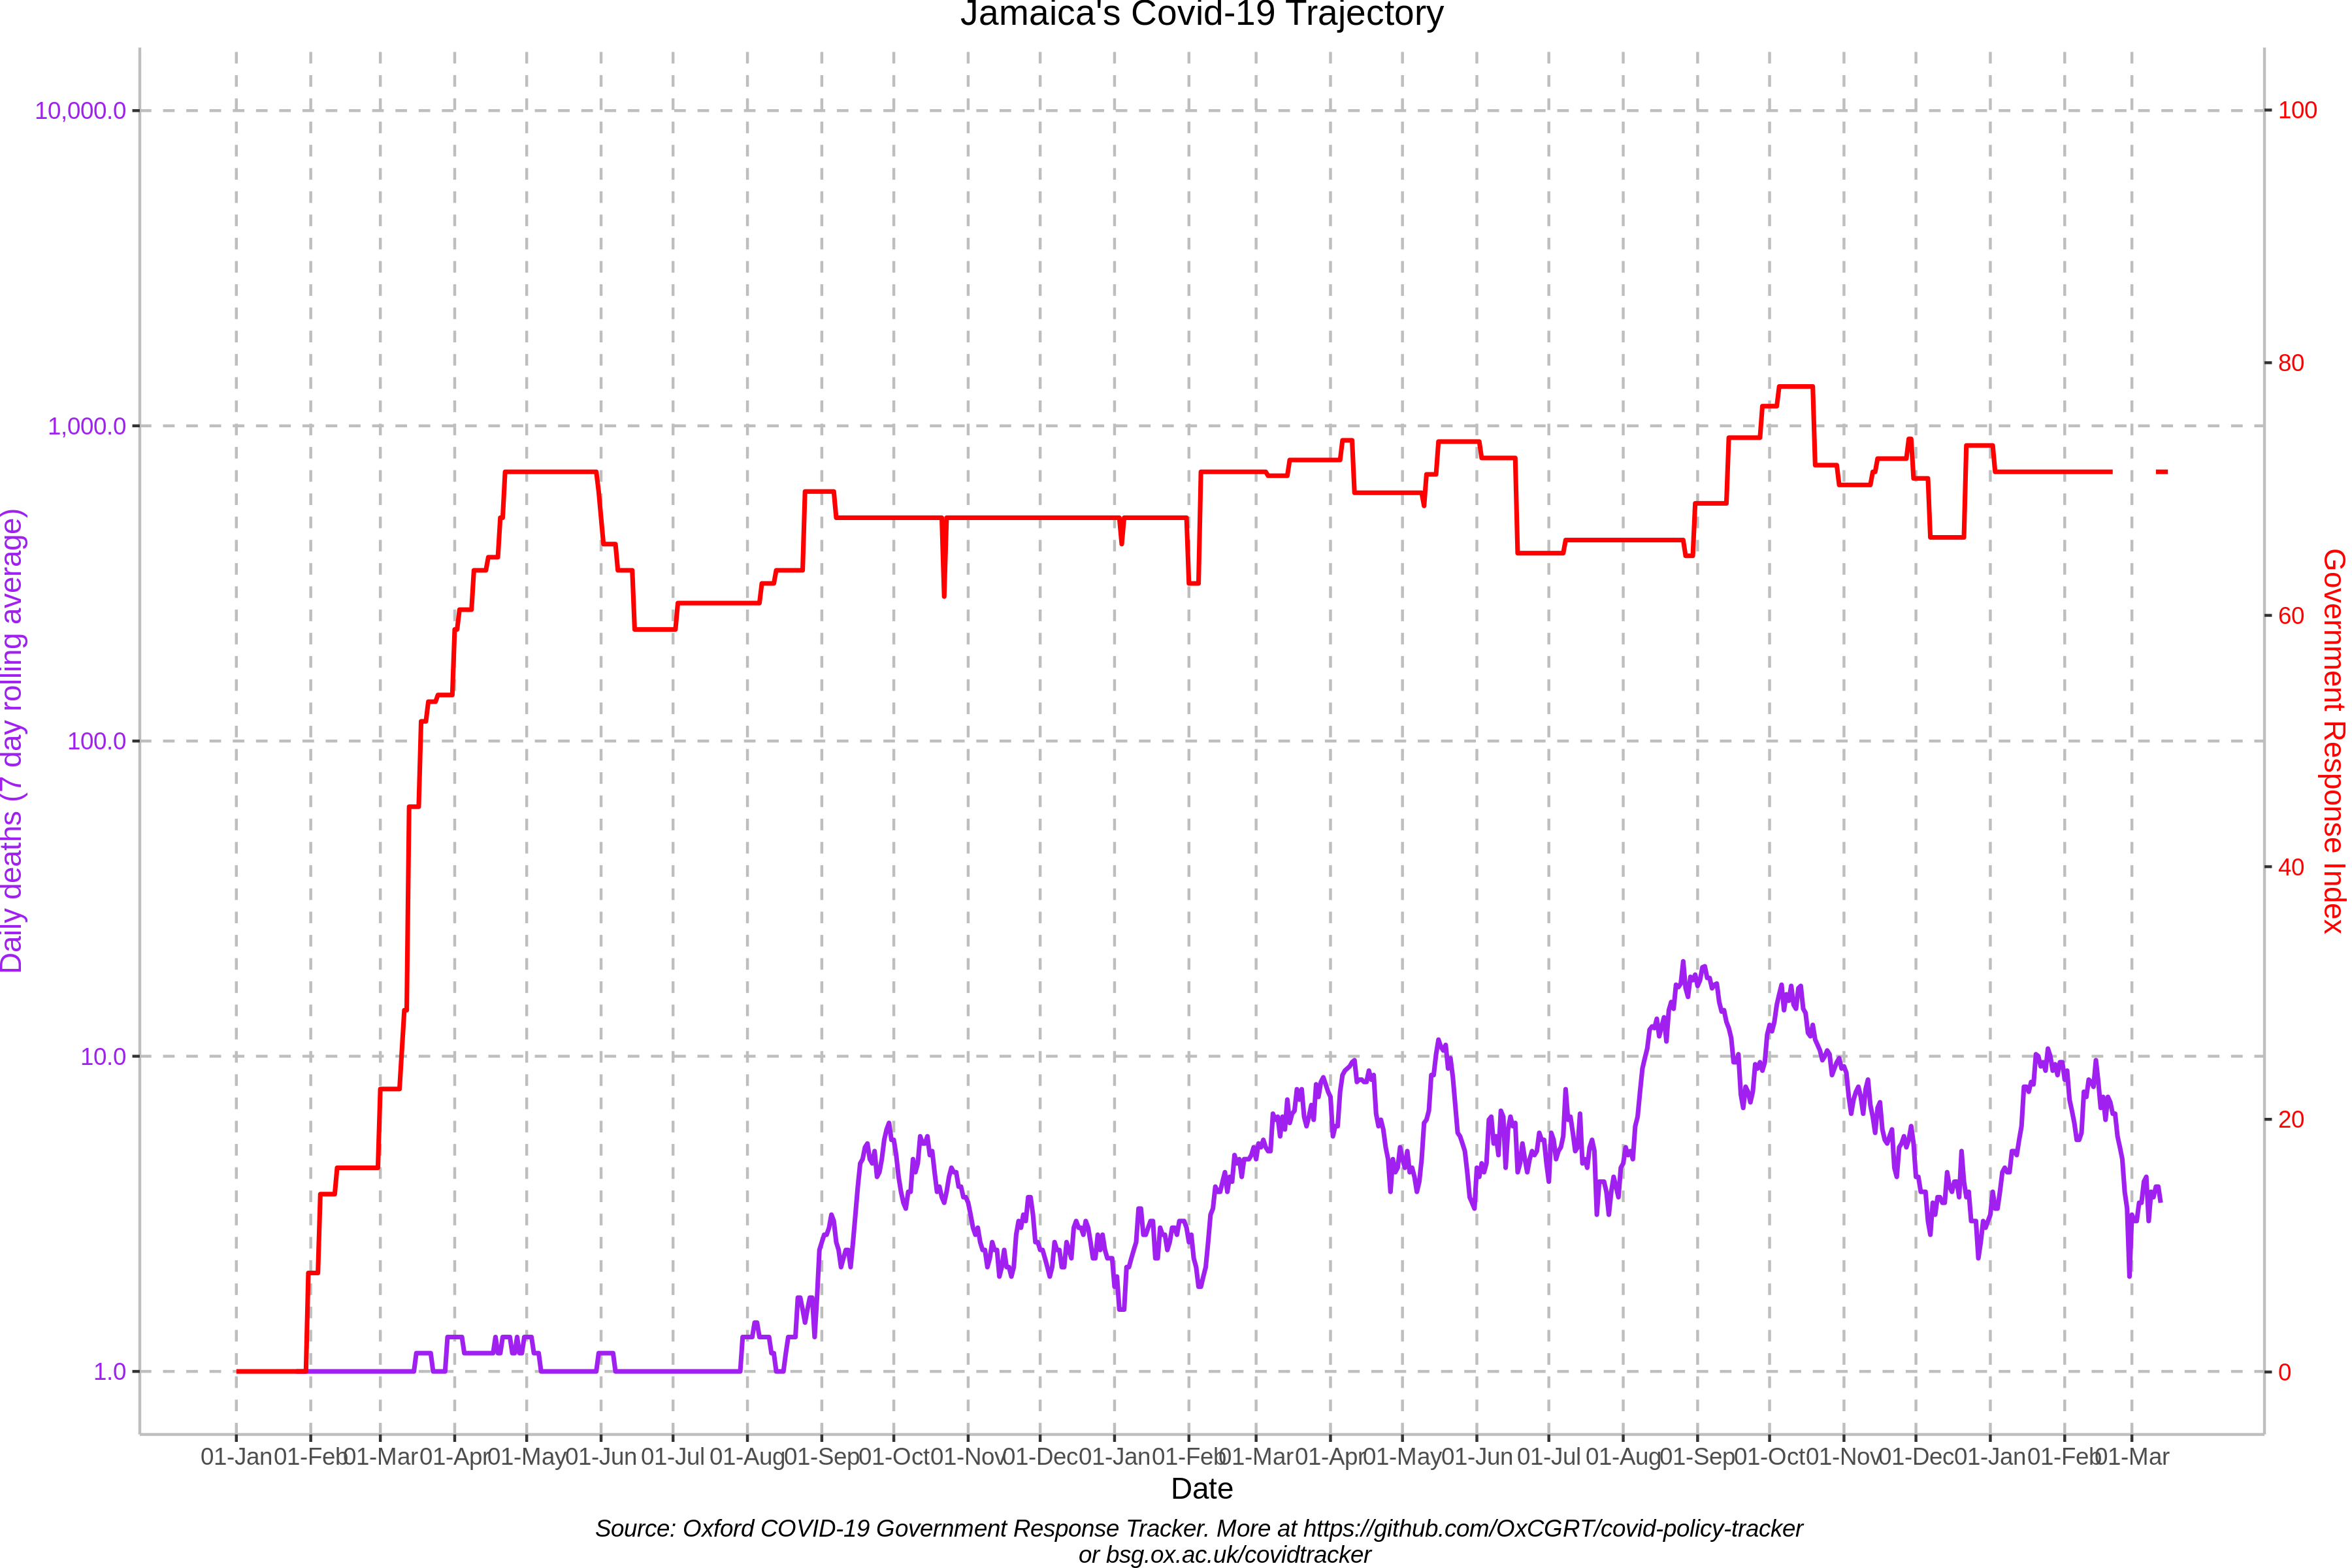 Jamaica's Covid-19 Trajectory
10,000.0
1,000.0
100.0
10.0
1.0
Daily deaths (7 day rolling average)
100
80
60
40
20
0
Government Response Index
01-Jan 01-Feb 01-Mar 01-Apr 01-May 01-Jun 01-Jul 01-Aug 01-Sep 01-Oct 01-Nov 01-Dec 01-Jan 01-Feb 01-Mar 01-Apr 01-May 01-Jun 01-Jul 01-Aug 01-Sep 01-Oct 01-Nov 01-Dec 01-Jan 01-Feb 01-Mar
Date
Source: Oxford COVID-19 Government Response Tracker. More at https://github.com/OxCGRT/covid-policy-tracker
or bsg.ox.ac.uk/covidtracker